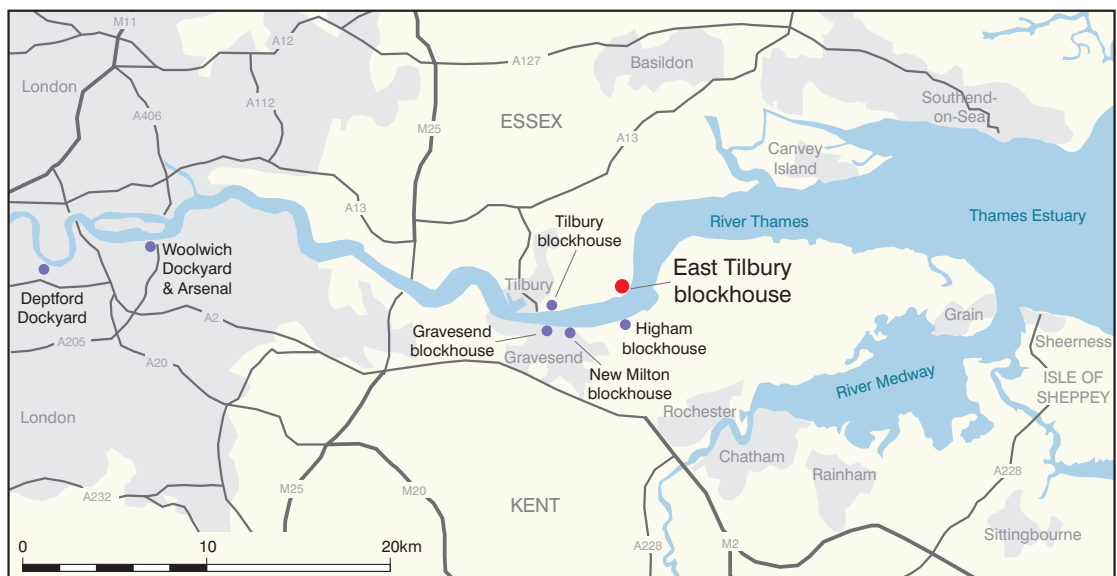 M11
A12
London
A127
Basildon
A112
A406
M25
ESSEX
Southend-
on-Sea
A13
Canvey
Island
A13
Tilbury
blockhouse
River Thames
Thames Estuary
Woolwich
Dockyard
& Arsenal
East Tilbury
blockhouse
Tilbury
Deptford
Dockyard
A2
Gravesend
blockhouse
Higham
blockhouse
Grain
A205
Gravesend
Sheerness
A20
New Milton
blockhouse
River Medway
ISLE OF
SHEPPEY
London
Rochester
Chatham
Rainham
A228
A232
M25
M20
KENT
Sittingbourne
A228
M2
0
10
20km